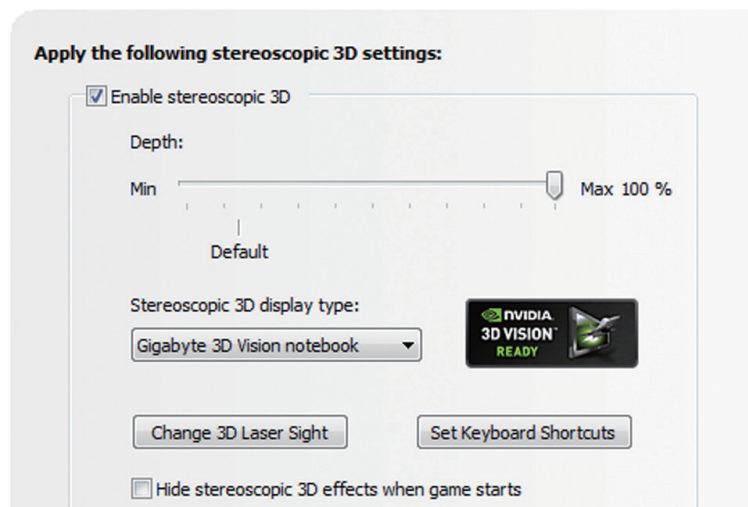 Apply the following stereoscopic 3D settings:
Enable stereoscopic 3D
Depth:
Min Max 100 %
Default
Stereoscopic 3D display type:
Gigabyte 3D Vision notebook
NVIDIA
3D VISION™
READY
Change 3D Laser Sight Set Keyboard Shortcuts
Hide stereoscopic 3D effects when game starts